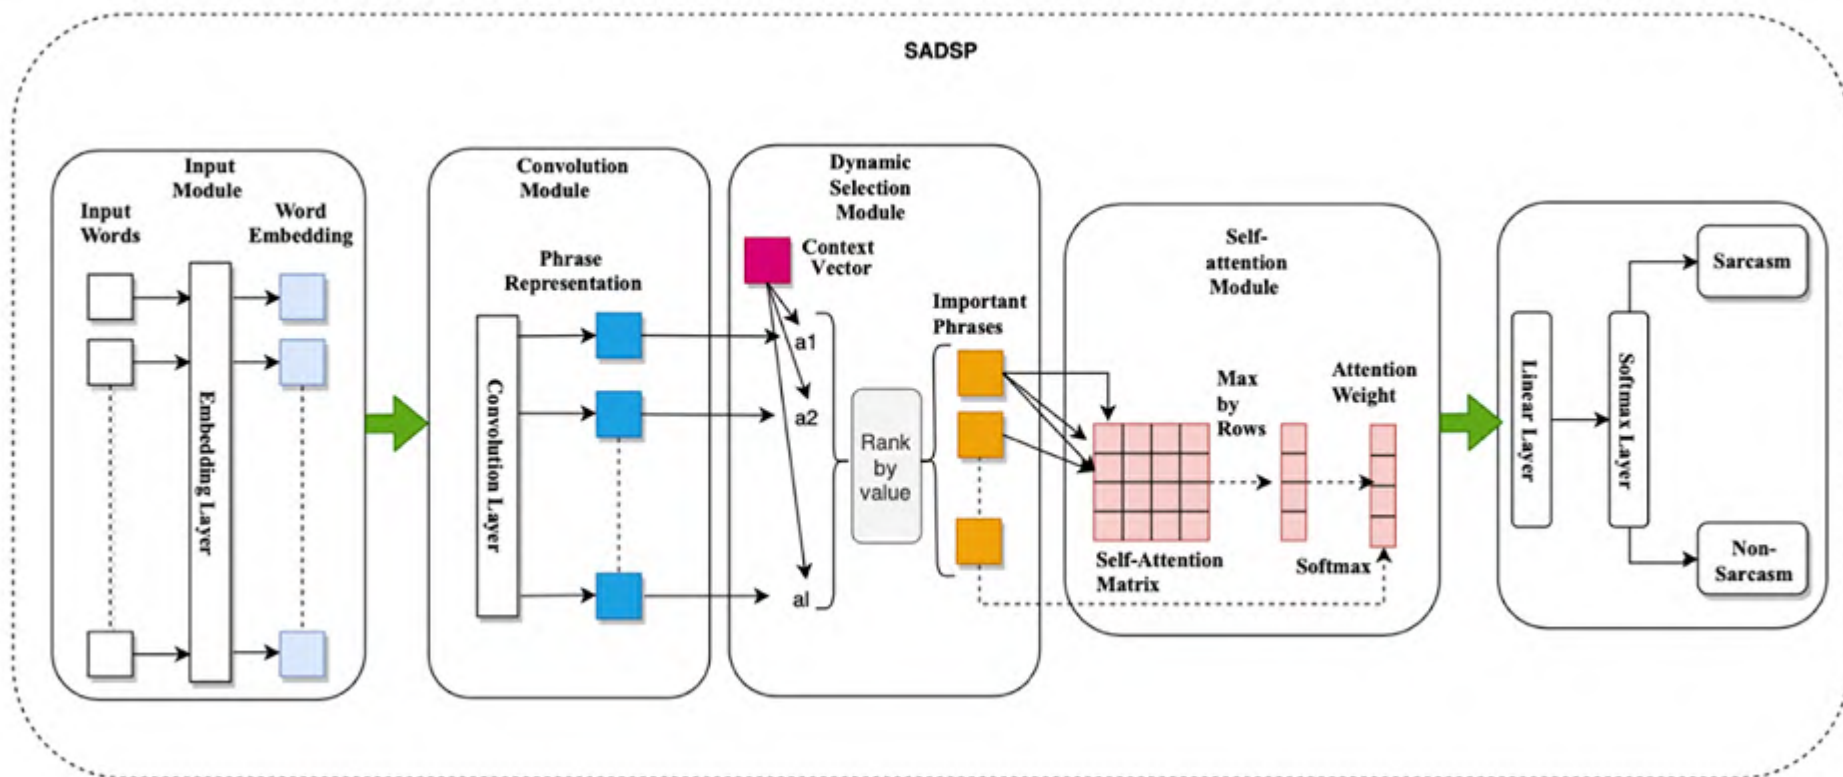 SADSP
Input
Module
Input
Words
Word
Embedding
Embedding Layer
Convolution
Module
Phrase
Representation
Convolution Layer
Dynamic
Selection
Module
Context
Vector
a1
a2
al
Rank
by
value
Important
Phrases
Self-
attention
Module
Max
by
Rows
Attention
Weight
Self-Attention
Matrix
Softmax
Linear Layer
Softmax Layer
Sarcasm
Non-
Sarcasm